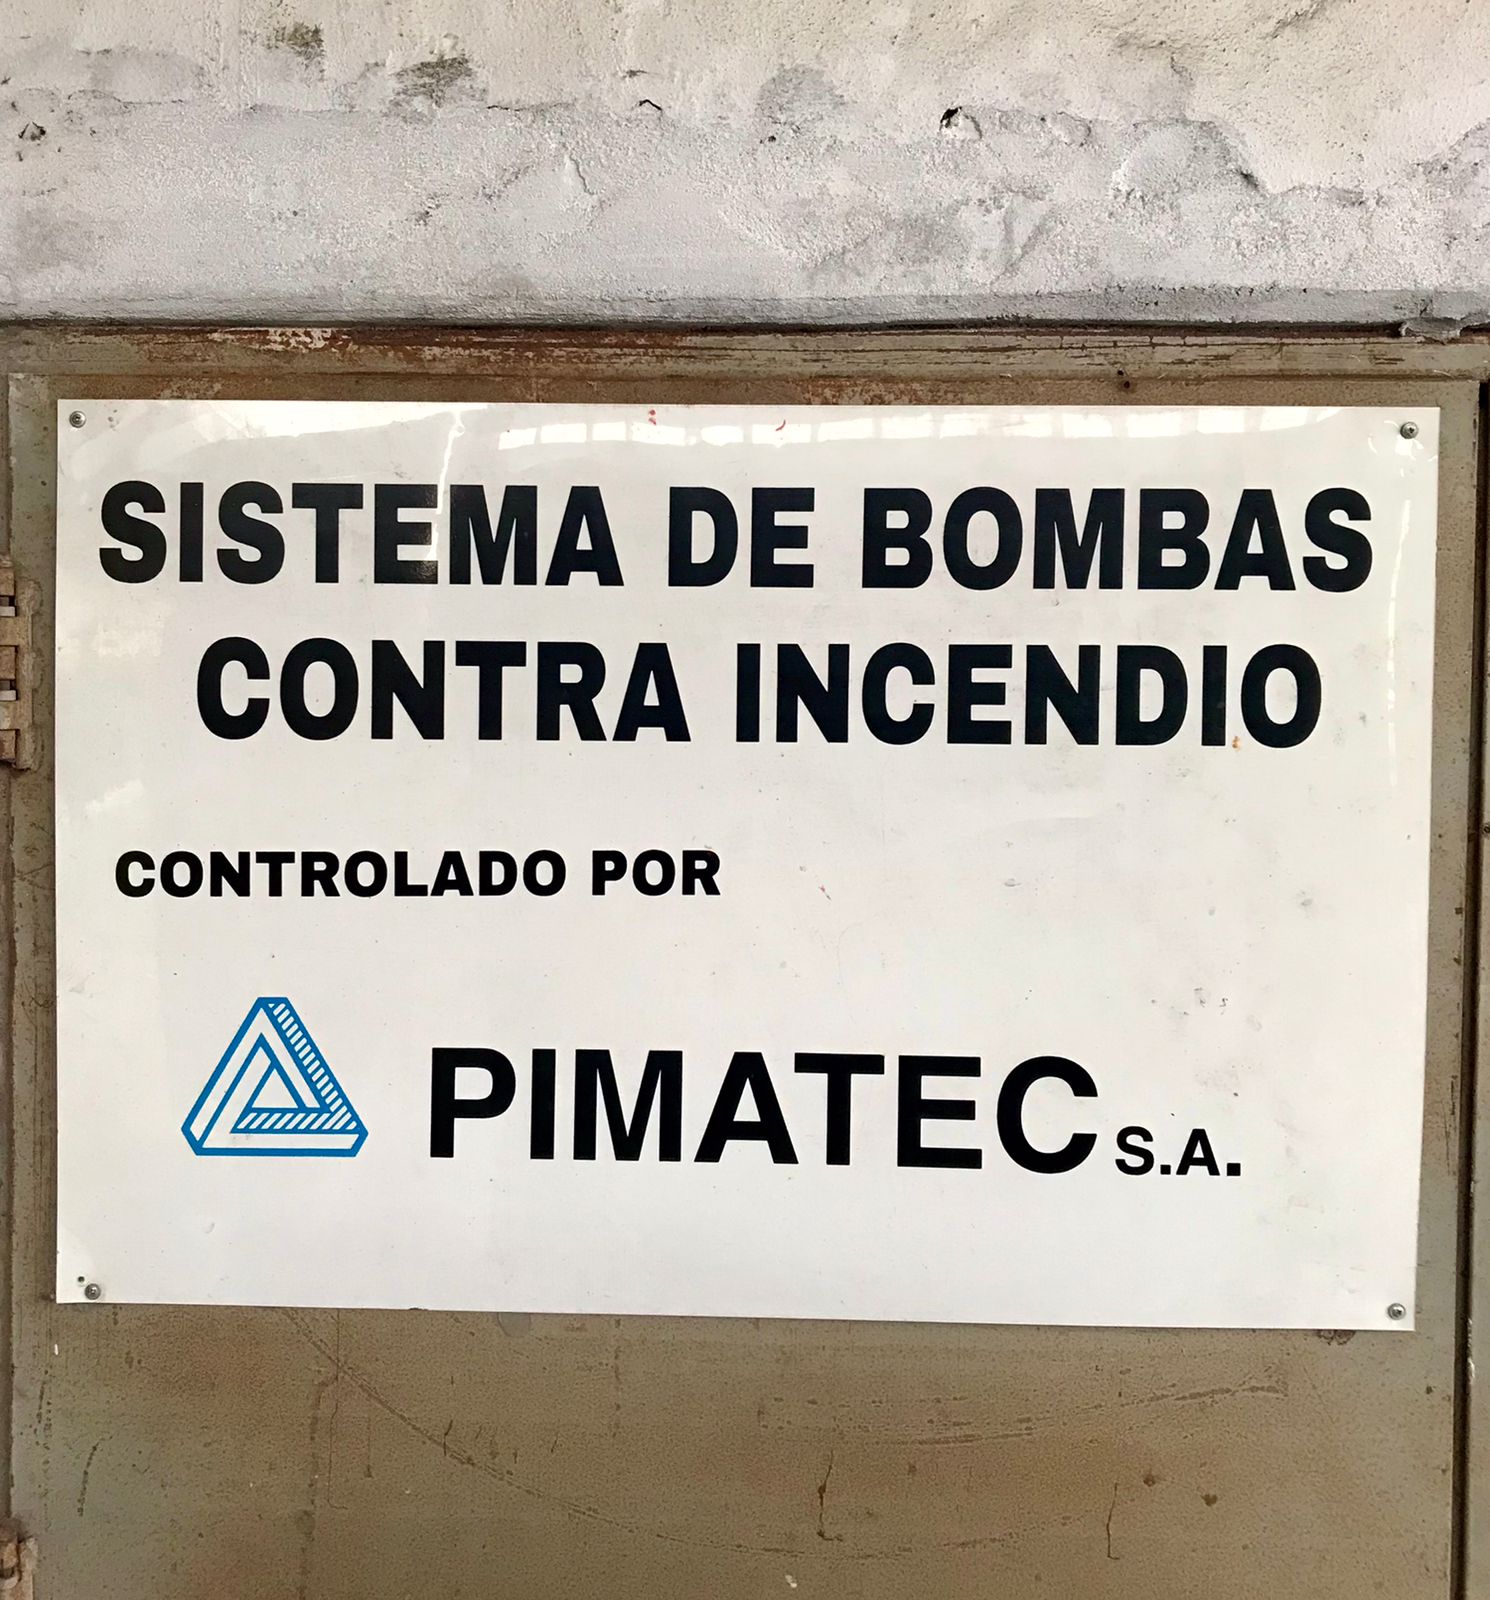 SISTEMA DE BOMBAS
CONTRA INCENDIO
CONTROLADO POR
PIMATEC S.A.